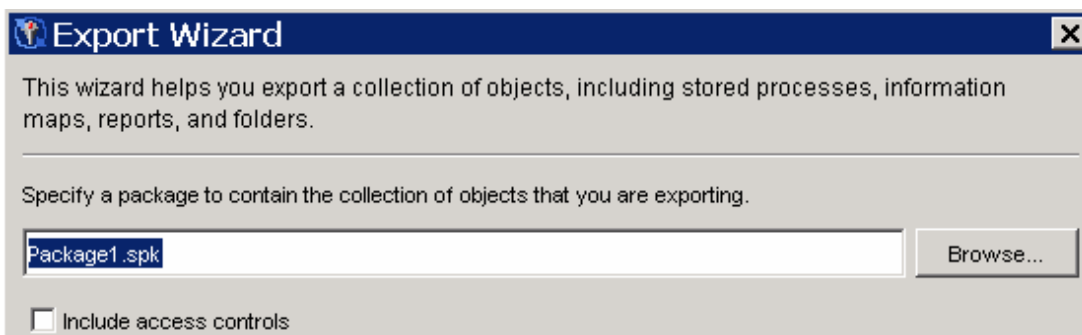 Export Wizard
This wizard helps you export a collection of objects, including stored processes, information
maps, reports, and folders.
Specify a package to contain the collection of objects that you are exporting.
Package1.spk
Browse...
Include access controls